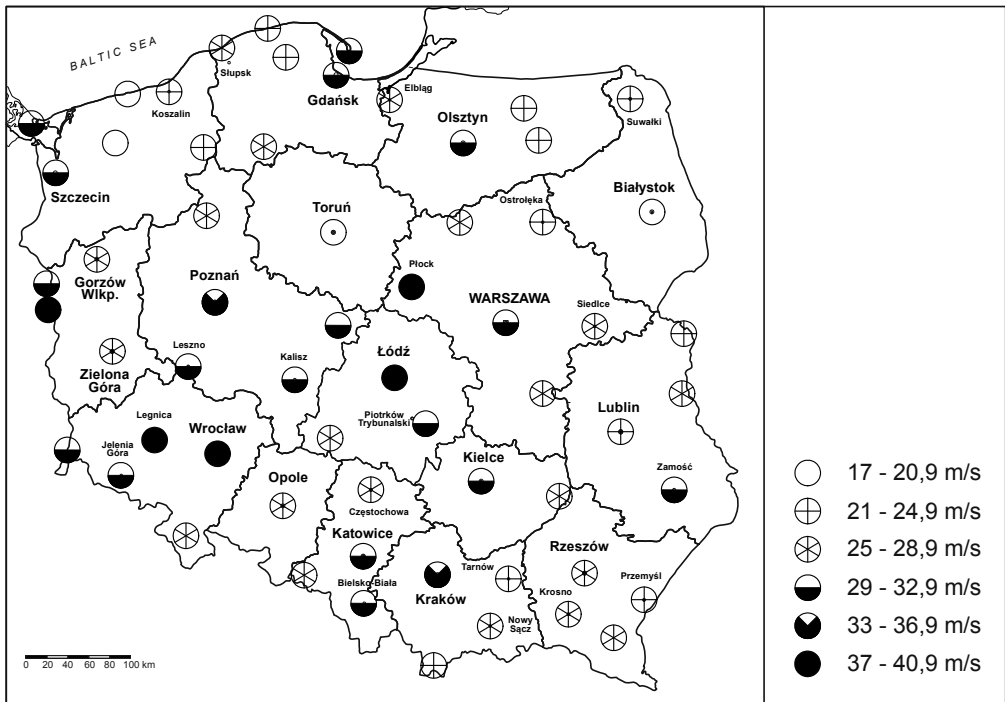 BALTIC SEA
Słupsk
Gdańsk
Elbląg
Koszalin
Olsztyn
Suwałki
Szczecin
Białystok
Toruń
Ostrołęka
Gorzów
Wlkp.
Poznań
Płock
WARSZAWA
Siedlce
Leszno
Kalisz
Łódź
Zielona
Góra
Legnica
Wrocław
Piotrków
Trybunalski
Lublin
Jelenia
Góra
Opole
Kielce
Zamość
Częstochowa
Katowice
Rzeszów
Bielsko-Biała
Tarnów
Przemyśl
Kraków
Krosno
Nowy
Sącz
0 20 40 60 80 100 km
17 - 20,9 m/s
21 - 24,9 m/s
25 - 28,9 m/s
29 - 32,9 m/s
33 - 36,9 m/s
37 - 40,9 m/s